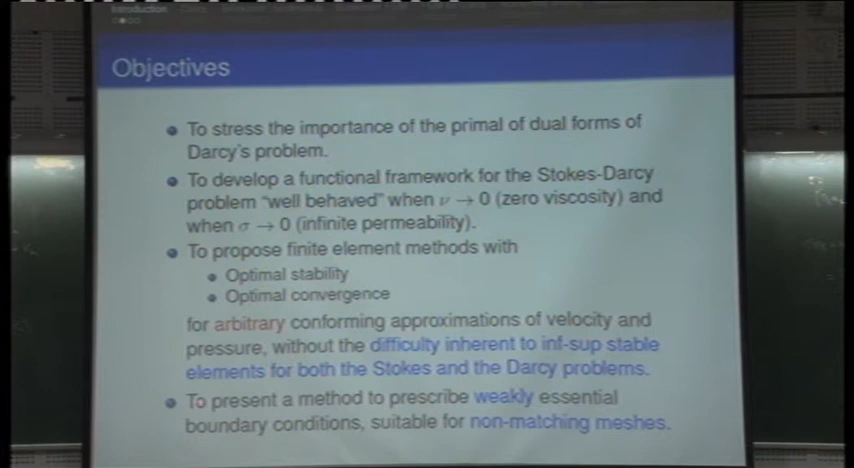 Introduction
Objectives
To stress the importance of the primal of dual forms of
Darcy's problem.
To develop a functional framework for the Stokes-Darcy
problem "well behaved" when ν → 0 (zero viscosity) and
when σ → 0 (infinite permeability).
To propose finite element methods with
Optimal stability
Optimal convergence
for arbitrary conforming approximations of velocity and
pressure, without the difficulty inherent to inf-sup stable
elements for both the Stokes and the Darcy problems.
To present a method to prescribe weakly essential
boundary conditions, suitable for non-matching meshes.